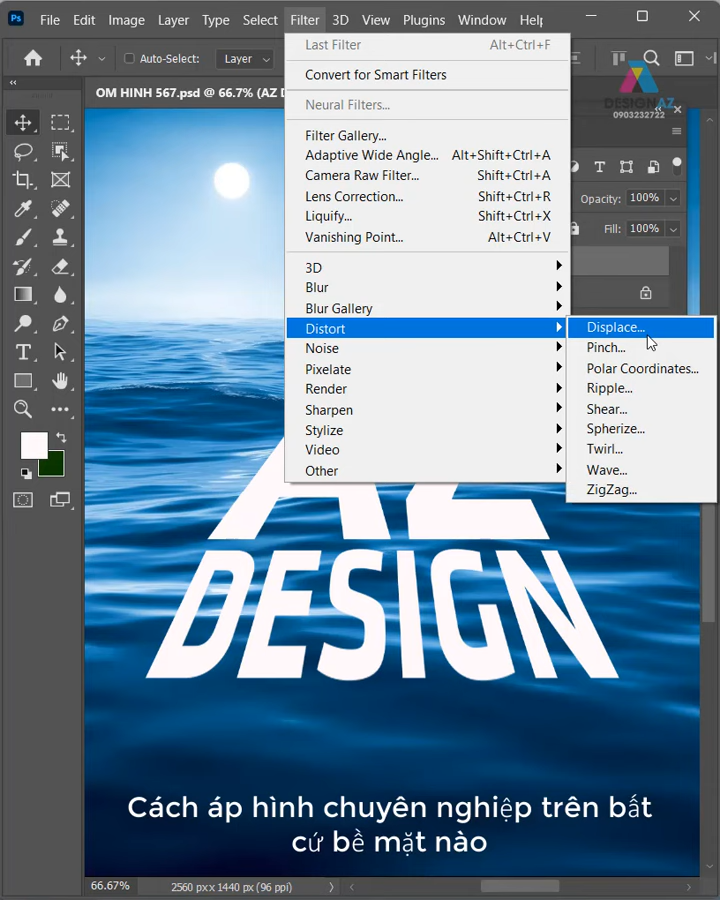 Ps File Edit Image Layer Type Select Filter 3D View Plugins Window Help
Auto-Select: Layer
OM HINH 567.psd @ 66.7% (AZ D
Last Filter Alt+Ctrl+F
Convert for Smart Filters
Neural Filters...
Filter Gallery...
Adaptive Wide Angle... Alt+Shift+Ctrl+A
Camera Raw Filter... Shift+Ctrl+A
Lens Correction... Shift+Ctrl+R
Liquify... Shift+Ctrl+X
Vanishing Point... Alt+Ctrl+V
3D
Blur
Blur Gallery
Distort
Noise
Pixelate
Render
Sharpen
Stylize
Video
Other
Displace...
Pinch...
Polar Coordinates...
Ripple...
Shear...
Spherize...
Twirl...
Wave...
ZigZag...
DESIGN AZ
0903232722
Opacity: 100%
Fill: 100%
AZ
DESIGN
Cách áp hình chuyên nghiệp trên bất
cứ bề mặt nào
66.67% 2560 px x 1440 px (96 ppi)